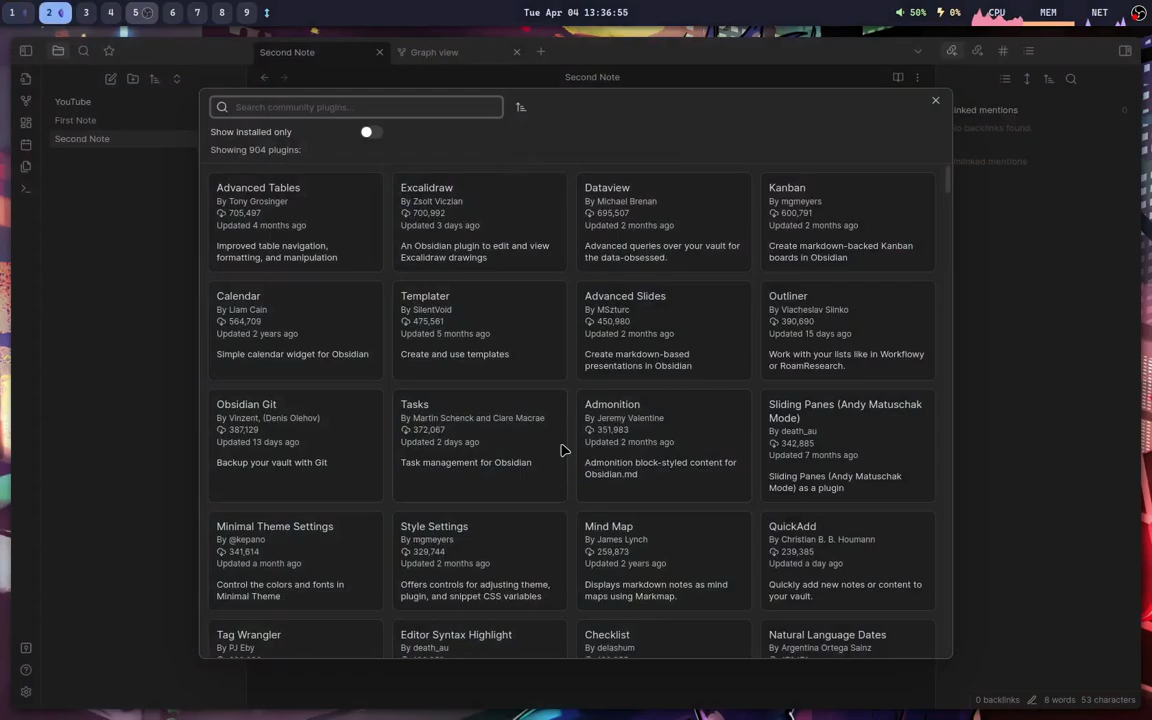 1
2
3
4
5
6
7
8
9
Tue Apr 04 13:36:55
50%
0%
CPU
MEM
NET
Second Note
Graph view
Second Note
YouTube
First Note
Second Note
Search community plugins...
Show installed only
Showing 904 plugins:
inked mentions
0
o backlinks found.
nlinked mentions
Advanced Tables
By Tony Grosinger
705,497
Updated 4 months ago
Improved table navigation,
formatting, and manipulation
Excalidraw
By Zsolt Viczian
700,992
Updated 3 days ago
An Obsidian plugin to edit and view
Excalidraw drawings
Dataview
By Michael Brenan
695,507
Updated 2 months ago
Advanced queries over your vault for
the data-obsessed.
Kanban
By mgmeyers
600,791
Updated 2 months ago
Create markdown-backed Kanban
boards in Obsidian
Calendar
By Liam Cain
564,709
Updated 2 years ago
Simple calendar widget for Obsidian
Templater
By SilentVoid
475,561
Updated 5 months ago
Create and use templates
Advanced Slides
By MSzturc
450,980
Updated 2 months ago
Create markdown-based
presentations in Obsidian
Outliner
By Viacheslav Slinko
390,690
Updated 15 days ago
Work with your lists like in Workflowy
or RoamResearch.
Obsidian Git
By Vinzent, (Denis Olehov)
387,129
Updated 13 days ago
Backup your vault with Git
Tasks
By Martin Schenck and Clare Macrae
372,067
Updated 2 days ago
Task management for Obsidian
Admonition
By Jeremy Valentine
351,983
Updated 2 months ago
Admonition block-styled content for
Obsidian.md
Sliding Panes (Andy Matuschak
Mode)
By death_au
342,885
Updated 7 months ago
Sliding Panes (Andy Matuschak
Mode) as a plugin
Minimal Theme Settings
By @kepano
341,614
Updated a month ago
Control the colors and fonts in
Minimal Theme
Style Settings
By mgmeyers
329,744
Updated 2 months ago
Offers controls for adjusting theme,
plugin, and snippet CSS variables
Mind Map
By James Lynch
259,873
Updated 2 years ago
Displays markdown notes as mind
maps using Markmap.
QuickAdd
By Christian B. B. Houmann
239,385
Updated a day ago
Quickly add new notes or content to
your vault.
Tag Wrangler
By PJ Eby
Editor Syntax Highlight
By death_au
Checklist
By delashum
Natural Language Dates
By Argentina Ortega Sainz
0 backlinks
8 words
53 characters